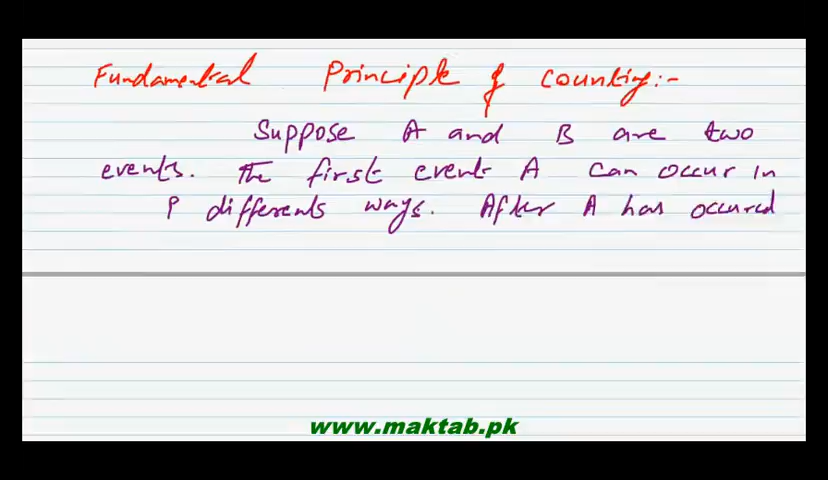 Fundamental Principle of Counting:-
Suppose A and B are two
events. The first event A can occur in
P differents ways. After A has occured
www.maktab.pk